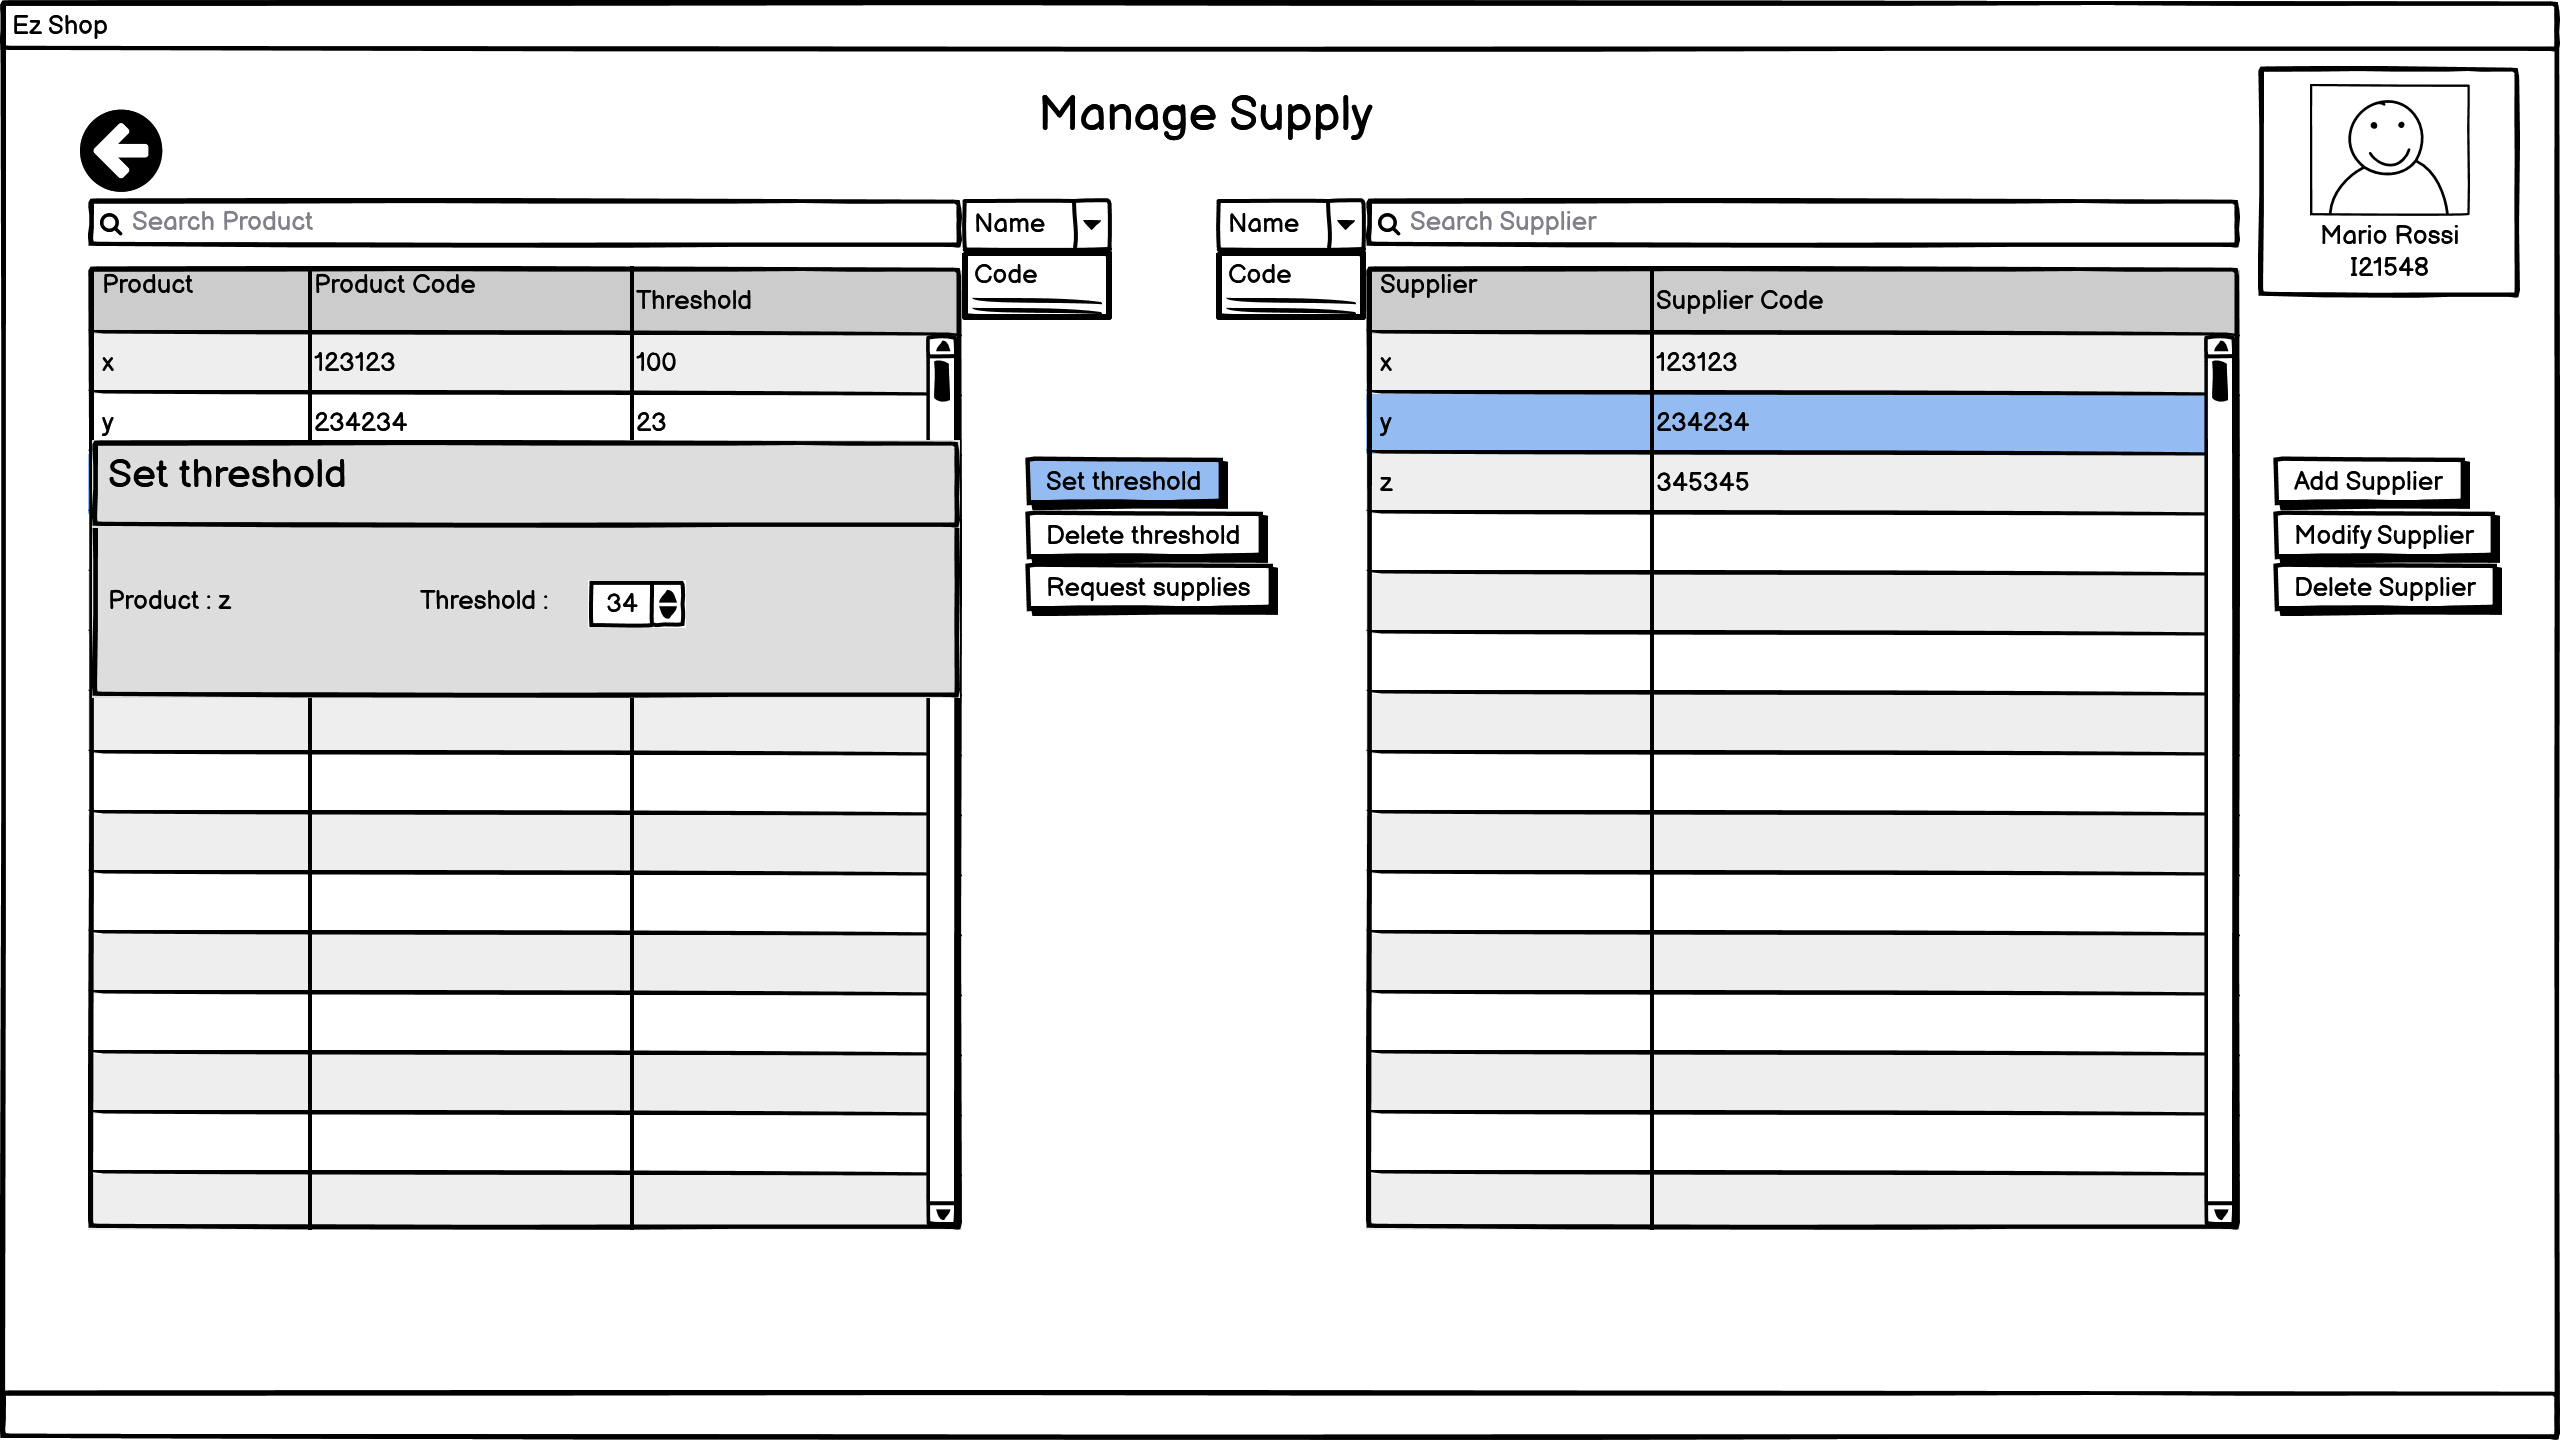 Ez Shop
Manage Supply
Mario Rossi
I21548
Search Product
Name
Code
Name
Code
Search Supplier
Product Product Code Threshold
x 123123 100
y 234234 23
Set threshold
Product : z Threshold : 34
Set threshold
Delete threshold
Request supplies
Supplier Supplier Code
x 123123
y 234234
z 345345
Add Supplier
Modify Supplier
Delete Supplier